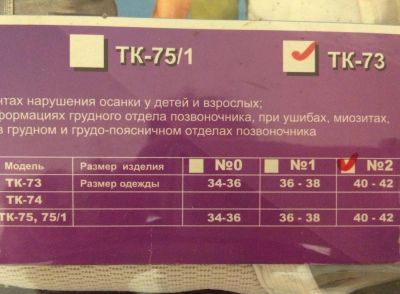 ТК-75/1 ТК-73
нтах нарушения осанки у детей и взрослых;
формациях грудного отдела позвоночника, при ушибах, миозитах,
в грудном и грудо-поясничном отделах позвоночника
Модель Размер изделия №0 №1 №2
ТК-73 Размер одежды 34-36 36 - 38 40 - 42
ТК-74
ТК-75, 75/1 34-36 36 - 38 40 - 42